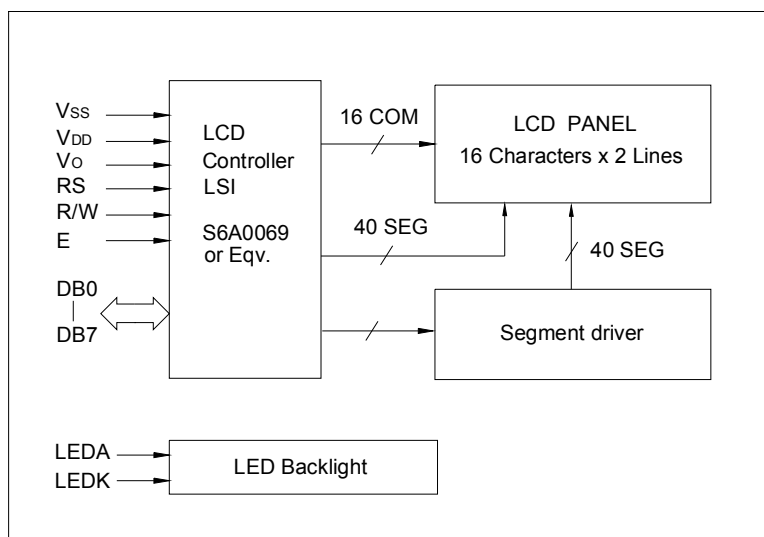 VSS
VDD
VO
RS
R/W
E
DB0
DB7
LCD
Controller
LSI
S6A0069
or Eqv.
16 COM
40 SEG
LCD PANEL
16 Characters x 2 Lines
40 SEG
Segment driver
LEDA
LEDK
LED Backlight